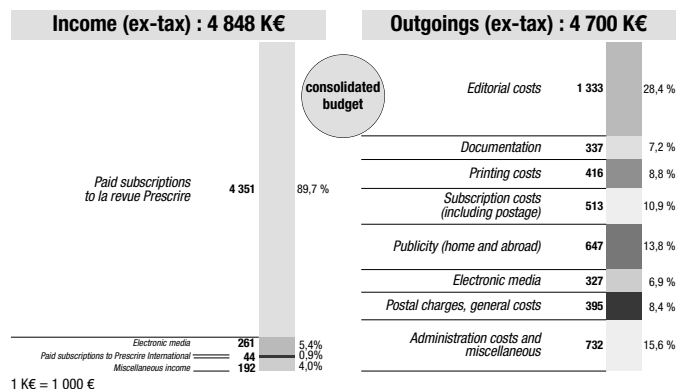 Income (ex-tax) : 4 848 K€
Outgoings (ex-tax) : 4 700 K€
consolidated
budget
Paid subscriptions
to la revue Prescrire
4 351
89,7 %
Electronic media 261 5,4%
Paid subscriptions to Prescrire International 44 0,9%
Miscellaneous income 192 4,0%
1 K€ = 1 000 €
Editorial costs 1 333 28,4 %
Documentation 337 7,2 %
Printing costs 416 8,8 %
Subscription costs
(including postage)
513
10,9 %
Publicity (home and abroad) 647 13,8 %
Electronic media 327 6,9 %
Postal charges, general costs 395 8,4 %
Administration costs and
miscellaneous
732
15,6 %